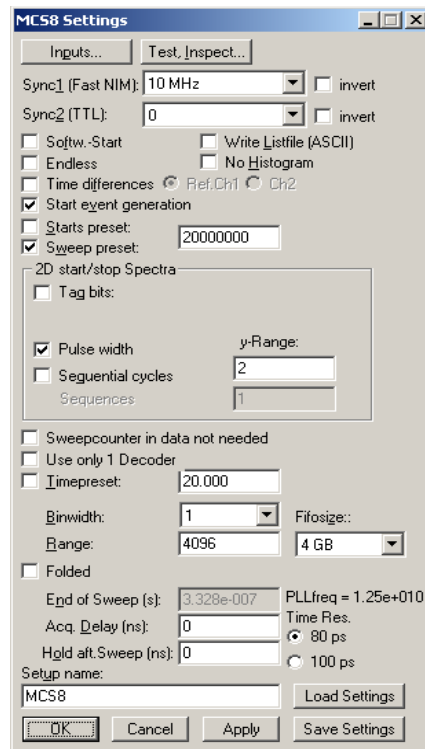 MCS8 Settings
Inputs... Test, Inspect...
Sync1 (Fast NIM): 10 MHz invert
Sync2 (TTL): 0 invert
Softw.-Start Write Listfile (ASCII)
Endless No Histogram
Time differences Ref.Ch1 Ch2
Start event generation
Starts preset:
20000000
Sweep preset:
2D start/stop Spectra
Tag bits:
Pulse width y-Range:
2
Sequential cycles
Sequences 1
Sweepcounter in data not needed
Use only 1 Decoder
Timepreset: 20.000
Binwidth: 1 Fifosize::
Range: 4096 4 GB
Folded
End of Sweep (s): 3.328e-007 PLLfreq = 1.25e+010
Time Res.
Acq. Delay (ns): 0 80 ps
Hold aft.Sweep (ns): 0 100 ps
Setup name:
MCS8 Load Settings
OK Cancel Apply Save Settings